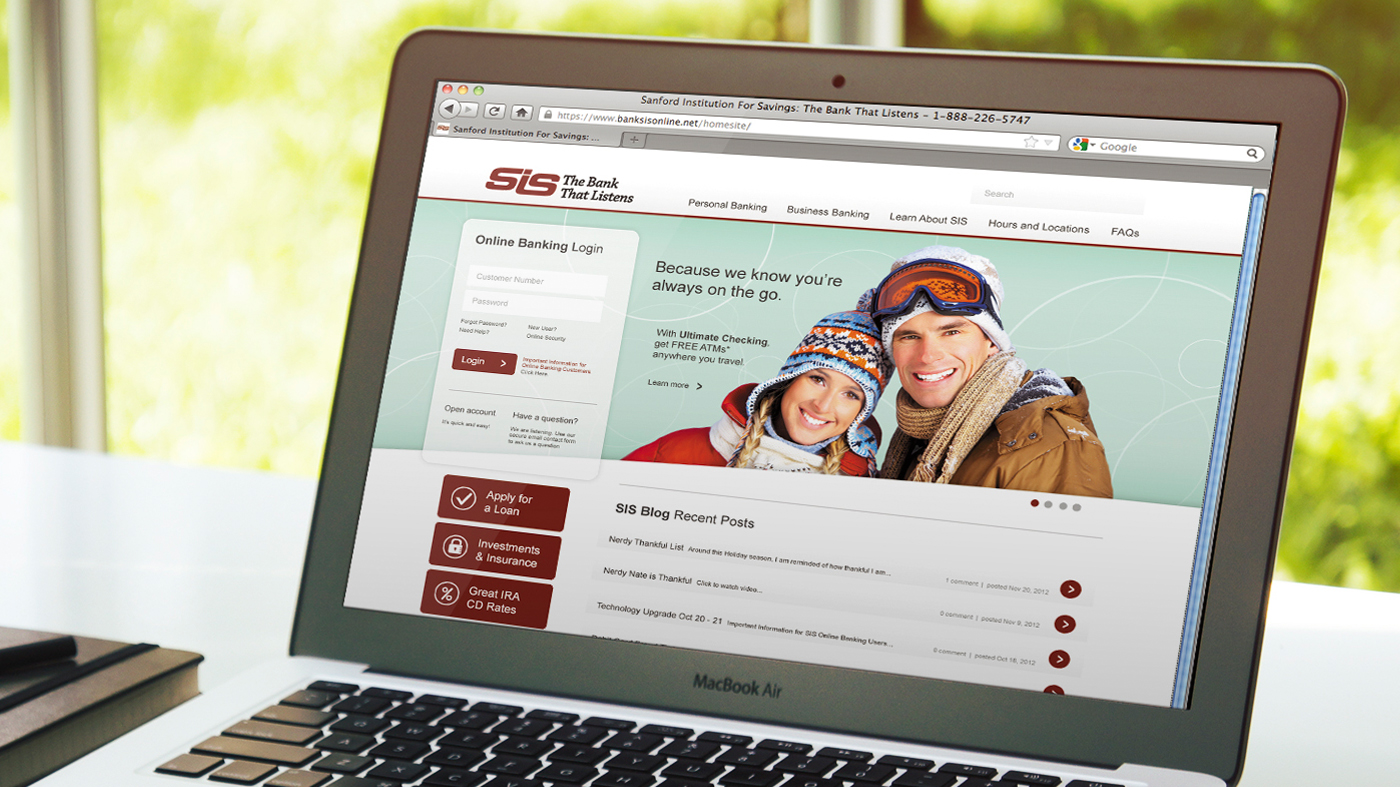 Sanford Institution For Savings: The Bank That Listens – 1-888-226-5747
https://www.banksisonline.net/homesite/
Google
Sanford Institution For Savings: ...
SIS The Bank
That Listens
Search
Personal Banking
Business Banking
Learn About SIS
Hours and Locations
FAQs
Online Banking Login
Customer Number
Password
Forgot Password?
Need Help?
New User?
Online Security
Login
Important Information for
Online Banking Customers
Click Here
Open account
It's quick and easy!
Have a question?
We are listening. Use our
secure email contact form
to ask us a question
Because we know you're
always on the go.
With Ultimate Checking,
get FREE ATMs*
anywhere you travel.
Learn more
Apply for
a Loan
Investments
& Insurance
Great IRA
CD Rates
SIS Blog Recent Posts
Nerdy Thankful List Around this Holiday season, I am reminded of how thankful I am...
1 comment | posted Nov 20, 2012
Nerdy Nate is Thankful Click to watch video...
0 comment | posted Nov 9, 2012
Technology Upgrade Oct 20 - 21 Important Information for SIS Online Banking Users...
0 comment | posted Oct 18, 2012
MacBook Air